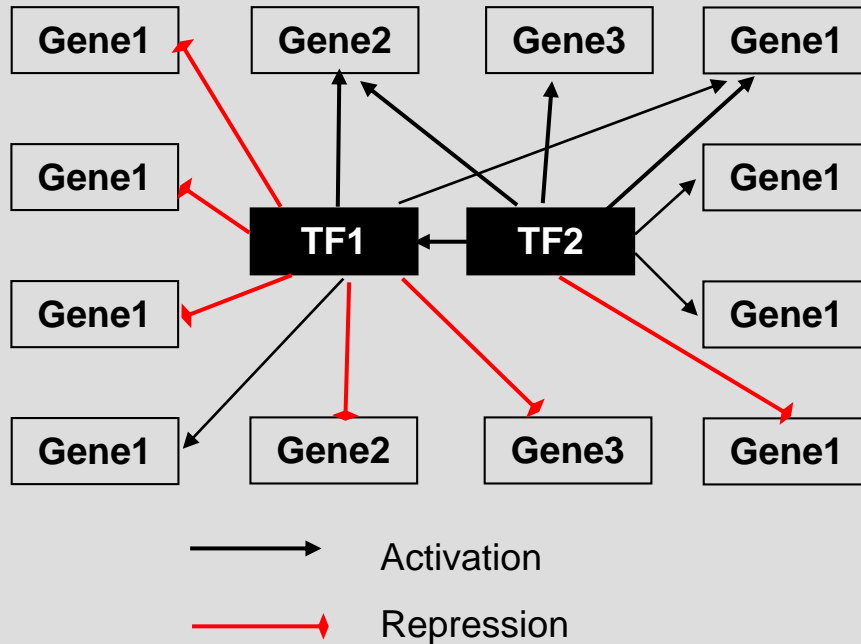 Gene1
Gene2
Gene3
Gene1
Gene1
Gene1
TF1
TF2
Gene1
Gene1
Gene1
Gene2
Gene3
Gene1
Activation
Repression